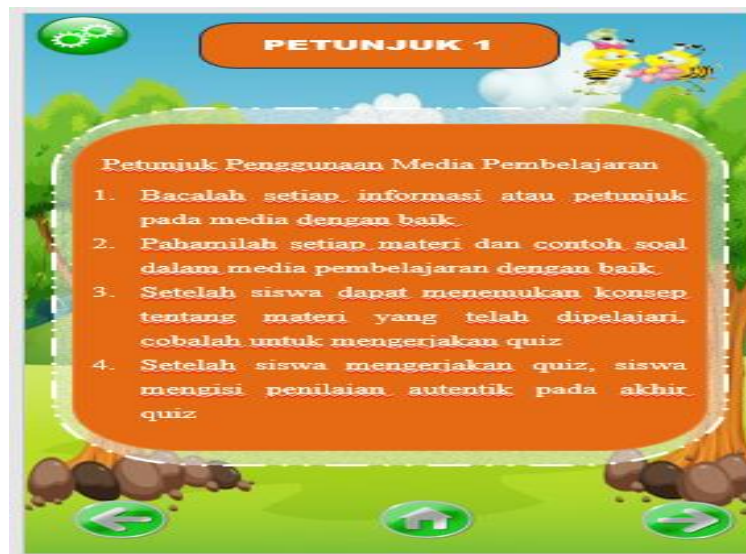 PETUNJUK 1
Petunjuk Penggunaan Media Pembelajaran
1. Bacalah setiap informasi atau petunjuk
pada media dengan baik
2. Pahamilah setiap materi dan contoh soal
dalam media pembelajaran dengan baik
3. Setelah siswa dapat menemukan konsep
tentang materi yang telah dipelajari,
cobalah untuk mengerjakan quiz
4. Setelah siswa mengerjakan quiz, siswa
mengisi penilaian autentik pada akhir
quiz